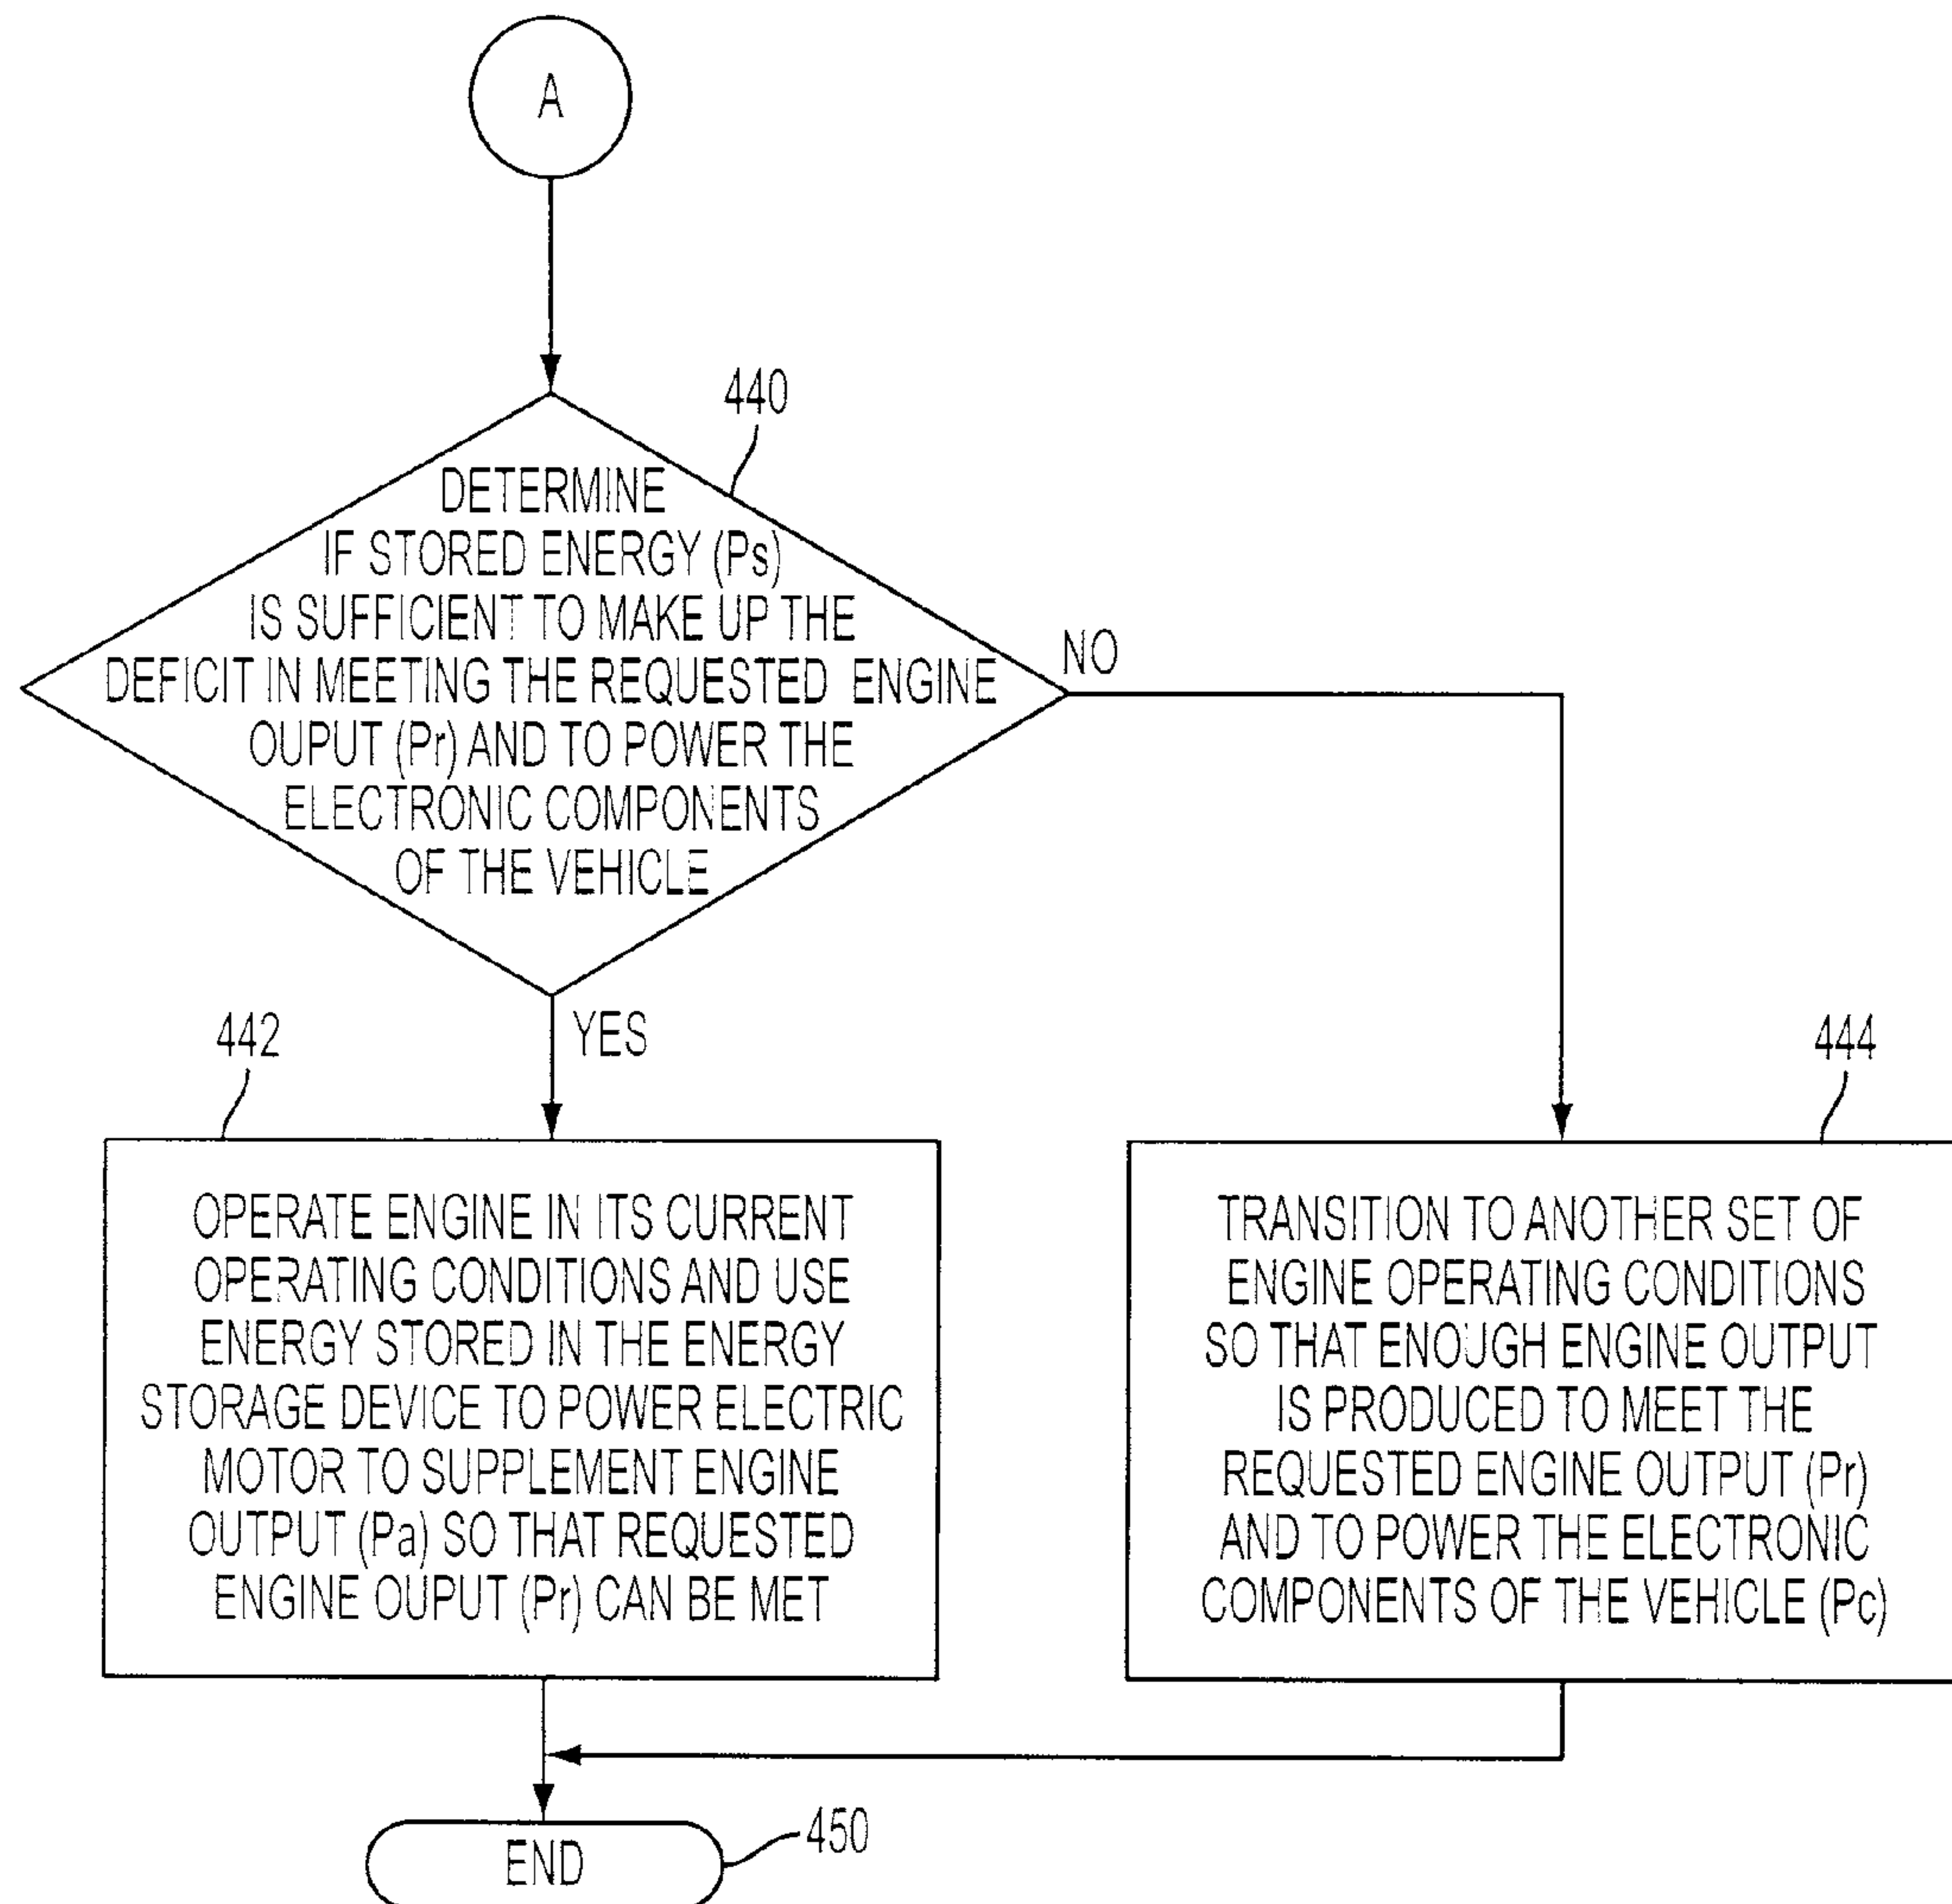 A
440
DETERMINE
IF STORED ENERGY (Ps)
IS SUFFICIENT TO MAKE UP THE
DEFICIT IN MEETING THE REQUESTED ENGINE
OUPUT (Pr) AND TO POWER THE
ELECTRONIC COMPONENTS
OF THE VEHICLE
NO
YES
442
OPERATE ENGINE IN ITS CURRENT
OPERATING CONDITIONS AND USE
ENERGY STORED IN THE ENERGY
STORAGE DEVICE TO POWER ELECTRIC
MOTOR TO SUPPLEMENT ENGINE
OUTPUT (Pa) SO THAT REQUESTED
ENGINE OUPUT (Pr) CAN BE MET
444
TRANSITION TO ANOTHER SET OF
ENGINE OPERATING CONDITIONS
SO THAT ENOUGH ENGINE OUTPUT
IS PRODUCED TO MEET THE
REQUESTED ENGINE OUTPUT (Pr)
AND TO POWER THE ELECTRONIC
COMPONENTS OF THE VEHICLE (Pc)
END
450